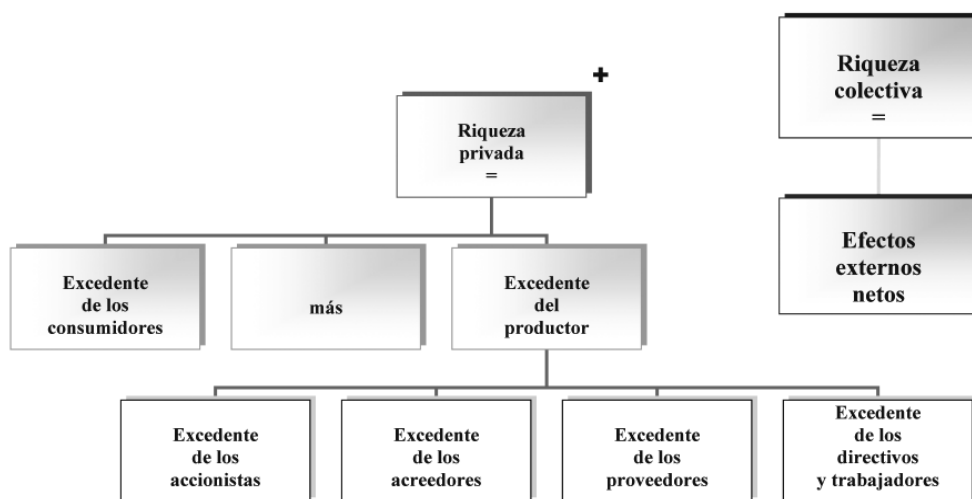 +
Riqueza
colectiva
=
Riqueza
privada
=
Efectos
externos
netos
Excedente
de los
consumidores
más
Excedente
del
productor
Excedente
de los
accionistas
Excedente
de los
acreedores
Excedente
de los
proveedores
Excedente
de los
directivos
y trabajadores